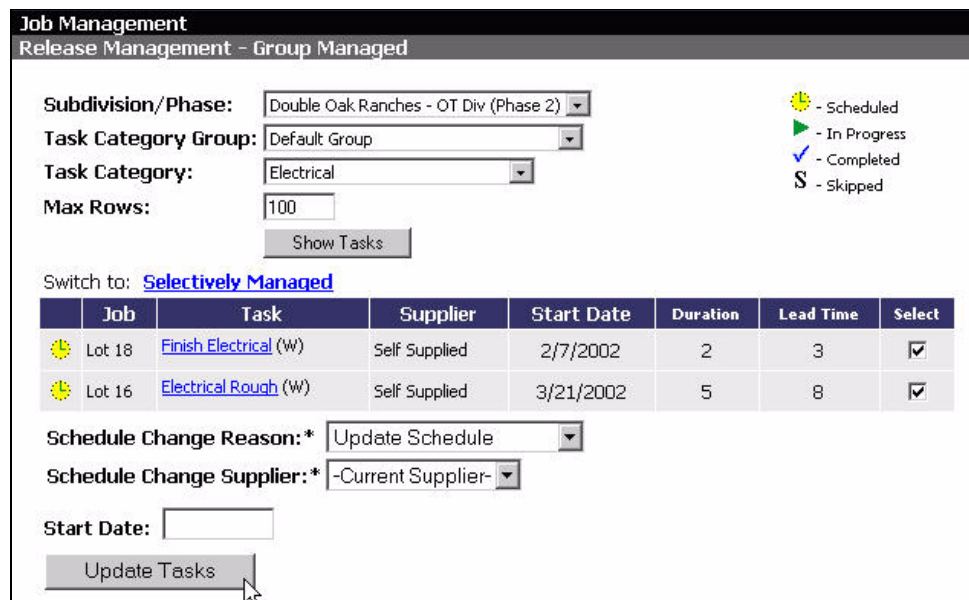 Job Management
Release Management - Group Managed
Subdivision/Phase: Double Oak Ranches - OT Div (Phase 2)
Task Category Group: Default Group
Task Category: Electrical
Max Rows: 100
Show Tasks
- Scheduled
- In Progress
- Completed
S - Skipped
Switch to: Selectively Managed
Job Task Supplier Start Date Duration Lead Time Select
Lot 18 Finish Electrical (W) Self Supplied 2/7/2002 2 3
Lot 16 Electrical Rough (W) Self Supplied 3/21/2002 5 8
Schedule Change Reason:* Update Schedule
Schedule Change Supplier:* -Current Supplier-
Start Date:
Update Tasks